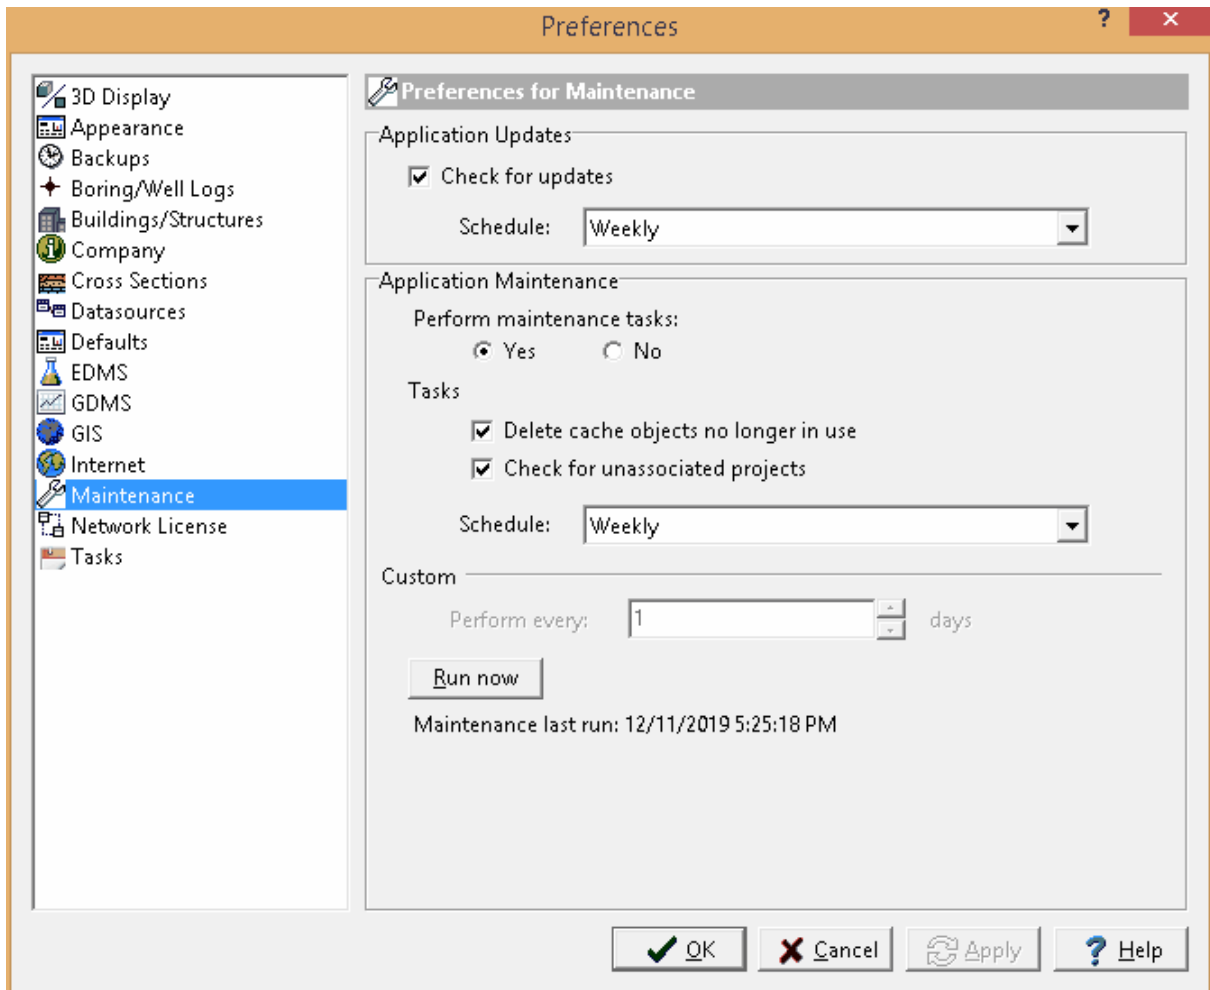 Preferences
?
3D Display
Appearance
Backups
Boring/Well Logs
Buildings/Structures
Company
Cross Sections
Datasources
Defaults
EDMS
GDMS
GIS
Internet
Maintenance
Network License
Tasks
Preferences for Maintenance
Application Updates
Check for updates
Schedule: Weekly
Application Maintenance
Perform maintenance tasks:
Yes No
Tasks
Delete cache objects no longer in use
Check for unassociated projects
Schedule: Weekly
Custom
Perform every: 1 days
Run now
Maintenance last run: 12/11/2019 5:25:18 PM
OK Cancel Apply ? Help